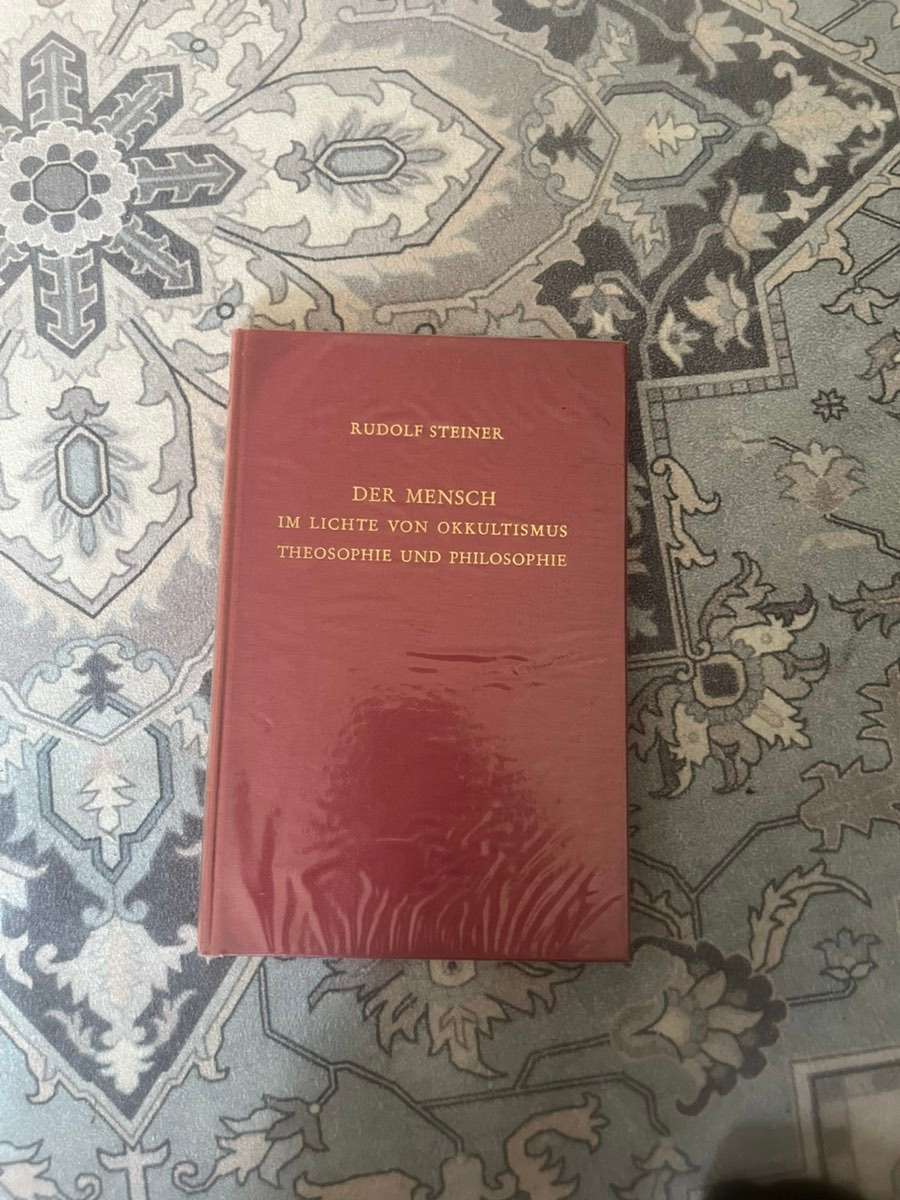 RUDOLF STEINER
DER MENSCH
IM LICHTE VON OKKULTISMUS
THEOSOPHIE UND PHILOSOPHIE